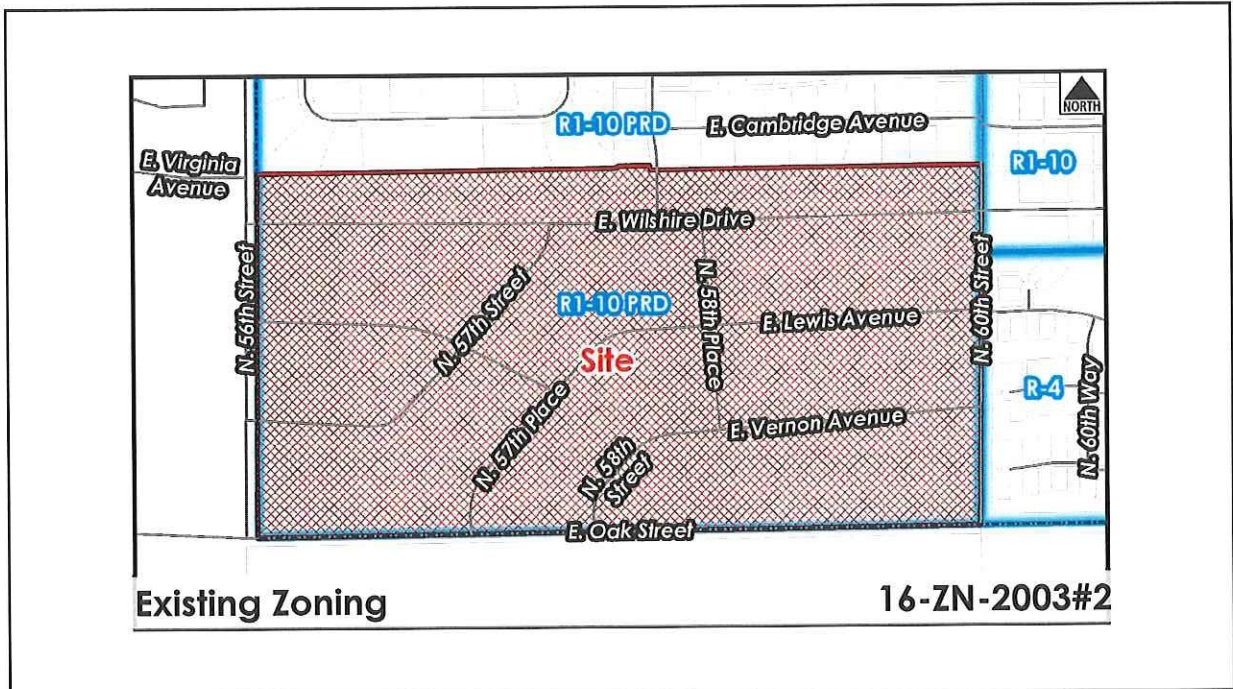 NORTH
R1-10 PRD
E. Cambridge Avenue
E. Virginia
Avenue
R1-10
E. Wilshire Drive
N. 56th Street
N. 57th Street
R1-10 PRD
N. 58th Place
E. Lewis Avenue
N. 60th Street
Site
N. 57th Place
R-4
N. 60th Way
E. Vernon Avenue
N. 58th
Street
E. Oak Street
Existing Zoning
16-ZN-2003#2